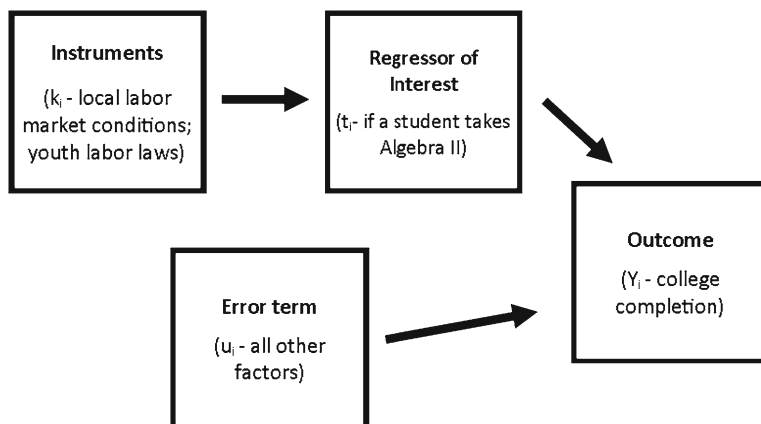 Instruments
(kᵢ - local labor
market conditions;
youth labor laws)
Regressor of
Interest
(tᵢ- if a student takes
Algebra II)
Error term
(uᵢ - all other
factors)
Outcome
(Yᵢ - college
completion)